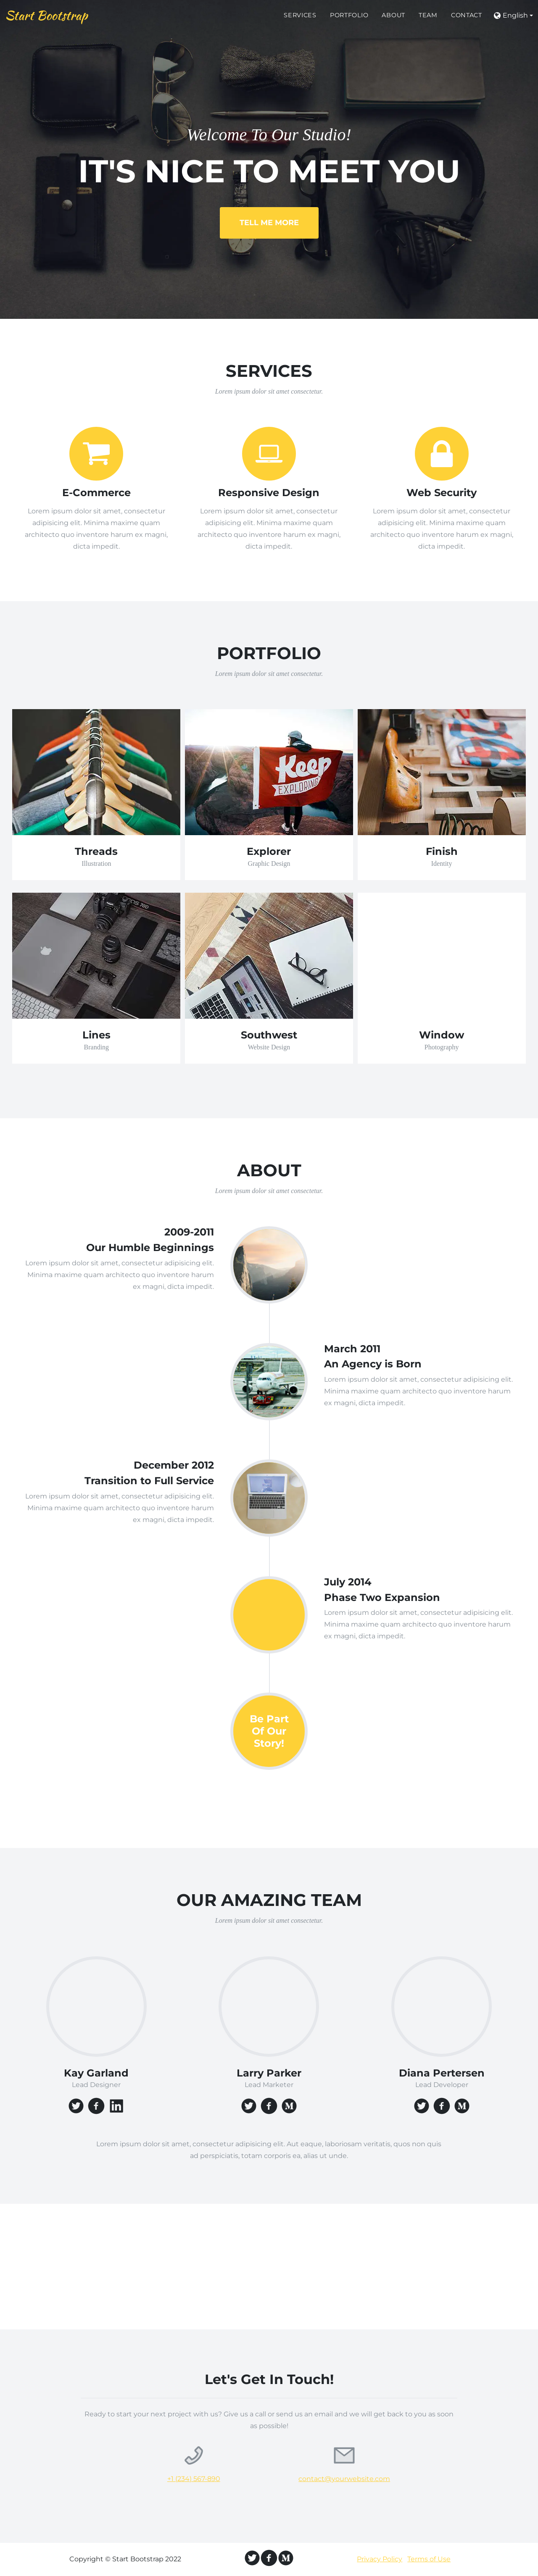 Start Bootstrap
SERVICES PORTFOLIO ABOUT TEAM CONTACT English
Welcome To Our Studio!
IT'S NICE TO MEET YOU
TELL ME MORE
SERVICES
Lorem ipsum dolor sit amet consectetur.
E-Commerce
Lorem ipsum dolor sit amet, consectetur
adipisicing elit. Minima maxime quam
architecto quo inventore harum ex magni,
dicta impedit.
Responsive Design
Lorem ipsum dolor sit amet, consectetur
adipisicing elit. Minima maxime quam
architecto quo inventore harum ex magni,
dicta impedit.
Web Security
Lorem ipsum dolor sit amet, consectetur
adipisicing elit. Minima maxime quam
architecto quo inventore harum ex magni,
dicta impedit.
PORTFOLIO
Lorem ipsum dolor sit amet consectetur.
Keep
EXPLORING
Threads
Illustration
Explorer
Graphic Design
Finish
Identity
Lines
Branding
Southwest
Website Design
Window
Photography
ABOUT
Lorem ipsum dolor sit amet consectetur.
2009-2011
Our Humble Beginnings
Lorem ipsum dolor sit amet, consectetur adipisicing elit.
Minima maxime quam architecto quo inventore harum
ex magni, dicta impedit.
March 2011
An Agency is Born
Lorem ipsum dolor sit amet, consectetur adipisicing elit.
Minima maxime quam architecto quo inventore harum
ex magni, dicta impedit.
December 2012
Transition to Full Service
Lorem ipsum dolor sit amet, consectetur adipisicing elit.
Minima maxime quam architecto quo inventore harum
ex magni, dicta impedit.
July 2014
Phase Two Expansion
Lorem ipsum dolor sit amet, consectetur adipisicing elit.
Minima maxime quam architecto quo inventore harum
ex magni, dicta impedit.
Be Part
Of Our
Story!
OUR AMAZING TEAM
Lorem ipsum dolor sit amet consectetur.
Kay Garland
Lead Designer
Larry Parker
Lead Marketer
Diana Pertersen
Lead Developer
Lorem ipsum dolor sit amet, consectetur adipisicing elit. Aut eaque, laboriosam veritatis, quos non quis
ad perspiciatis, totam corporis ea, alias ut unde.
Let's Get In Touch!
Ready to start your next project with us? Give us a call or send us an email and we will get back to you as soon
as possible!
+1 (234) 567-890
contact@yourwebsite.com
Copyright © Start Bootstrap 2022
Privacy Policy Terms of Use